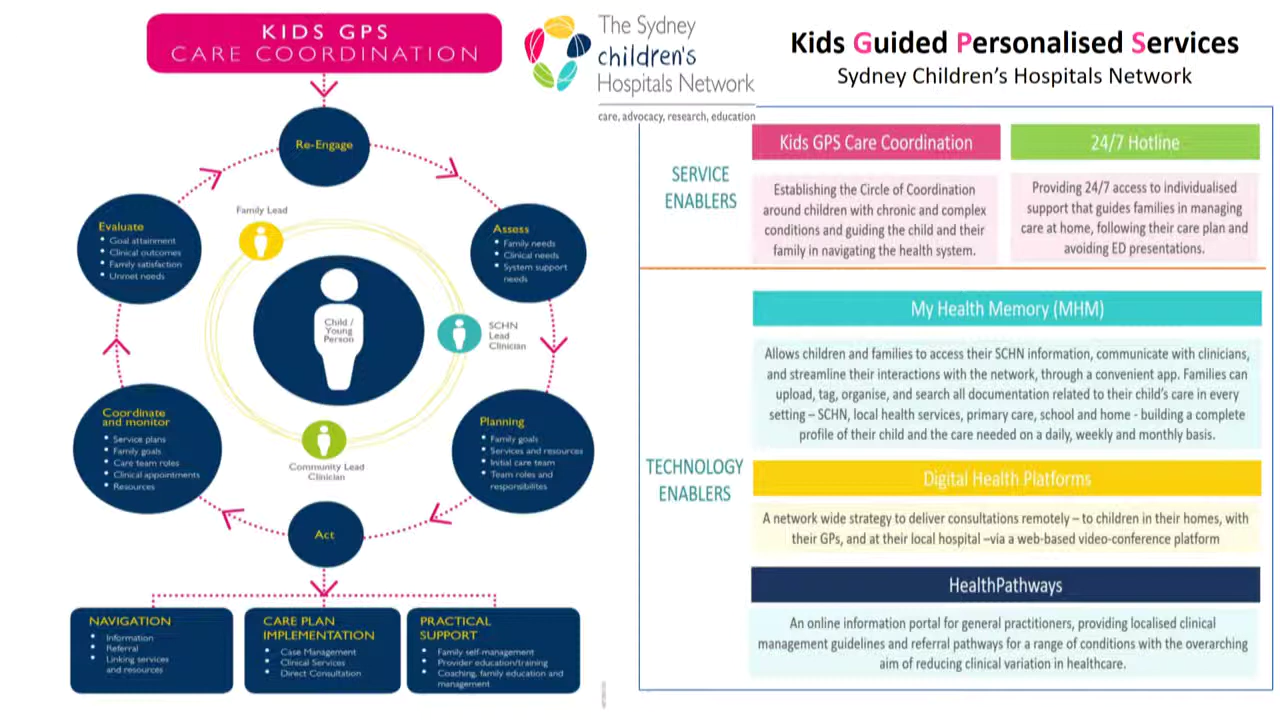 KIDS GPS
CARE COORDINATION
Re-Engage
Family Lead
Evaluate
• Goal attainment
• Clinical outcomes
• Family satisfaction
• Unmet needs
Assess
• Family needs
• Clinical needs
• System support
needs
Child /
Young
Person
SCHN
Lead
Clinician
Coordinate
and monitor
• Service plans
• Family goals
• Care team roles
• Clinical appointments
• Resources
Planning
• Family goals
• Services and resources
• Initial care team
• Team roles and
responsibilites
Community Lead
Clinician
Act
NAVIGATION
• Information
• Referral
• Linking services
and resources
CARE PLAN
IMPLEMENTATION
• Case Management
• Clinical Services
• Direct Consultation
PRACTICAL
SUPPORT
• Family self-management
• Provider education/training
• Coaching, family education and
management
The Sydney
children's
Hospitals Network
care, advocacy, research, education
Kids Guided Personalised Services
Sydney Children's Hospitals Network
SERVICE
ENABLERS
Kids GPS Care Coordination
Establishing the Circle of Coordination
around children with chronic and complex
conditions and guiding the child and their
family in navigating the health system.
24/7 Hotline
Providing 24/7 access to individualised
support that guides families in managing
care at home, following their care plan and
avoiding ED presentations.
TECHNOLOGY
ENABLERS
My Health Memory (MHM)
Allows children and families to access their SCHN information, communicate with clinicians,
and streamline their interactions with the network, through a convenient app. Families can
upload, tag, organise, and search all documentation related to their child's care in every
setting – SCHN, local health services, primary care, school and home - building a complete
profile of their child and the care needed on a daily, weekly and monthly basis.
Digital Health Platforms
A network wide strategy to deliver consultations remotely – to children in their homes, with
their GPs, and at their local hospital –via a web-based video-conference platform
HealthPathways
An online information portal for general practitioners, providing localised clinical
management guidelines and referral pathways for a range of conditions with the overarching
aim of reducing clinical variation in healthcare.